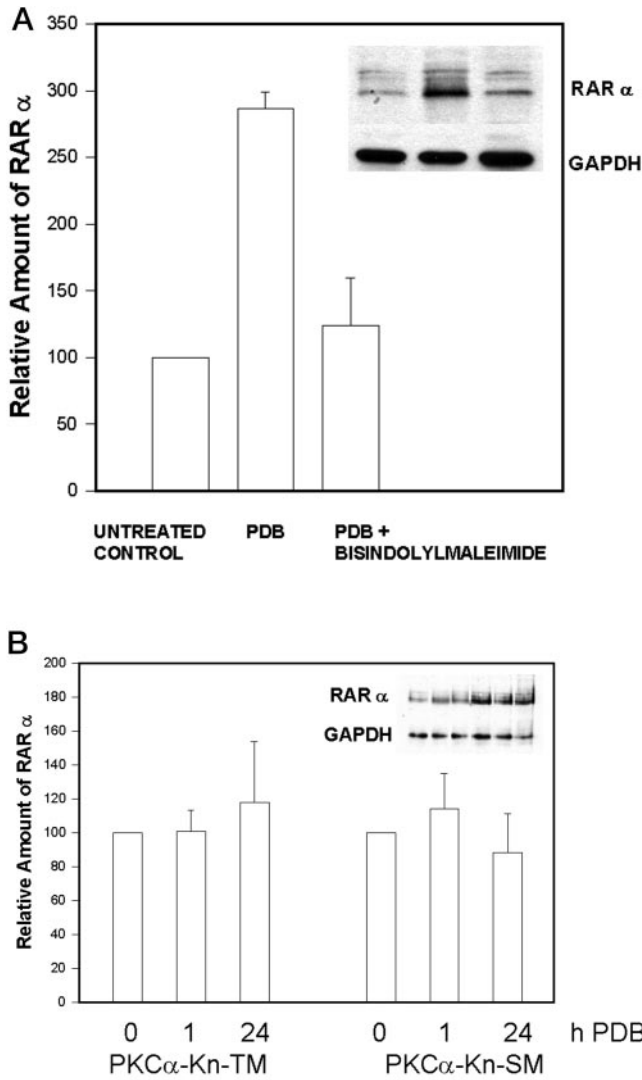 A
Relative Amount of RAR α
350
300
250
200
150
100
50
0
RAR α
GAPDH
UNTREATED CONTROL
PDB
PDB + BISINDOLYLMALEIMIDE
B
Relative Amount of RAR α
200
180
160
140
120
100
80
60
40
20
0
RAR α
GAPDH
0 1 24 0 1 24 h PDB
PKCα-Kn-TM PKCα-Kn-SM